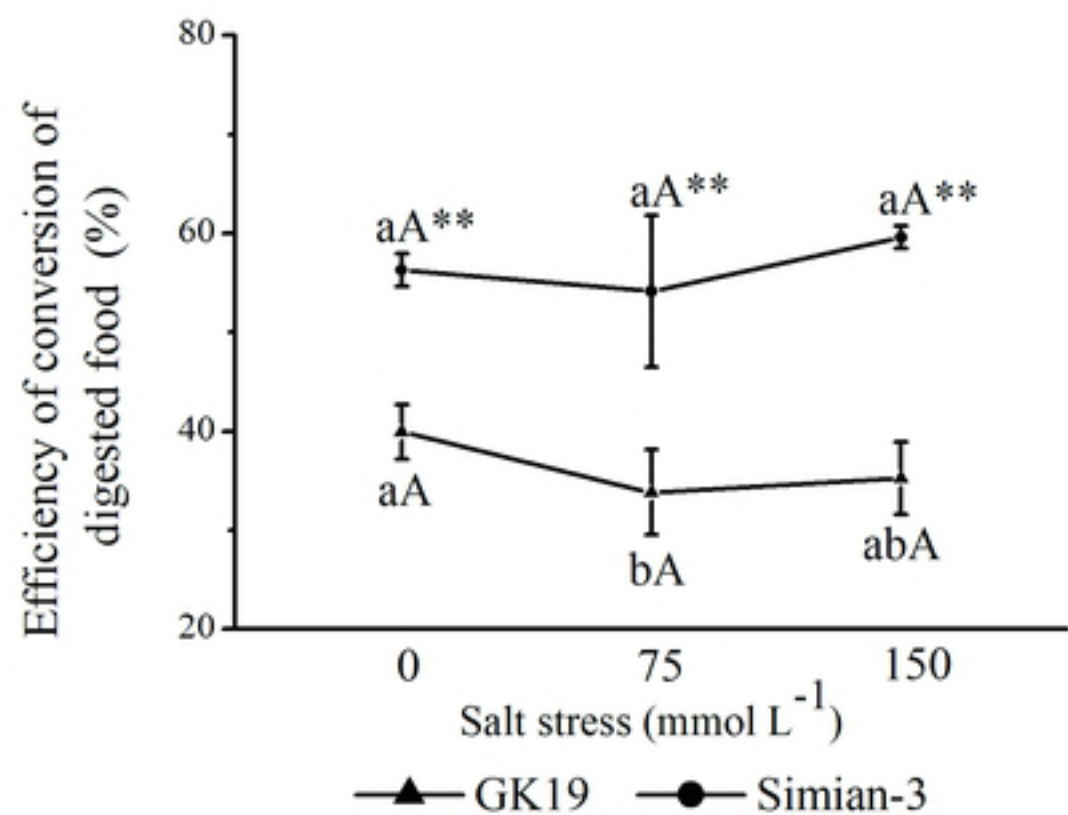 Efficiency of conversion of
digested food (%)
80
60
40
20
aA**
aA**
aA**
aA
bA
abA
0 75 150
Salt stress (mmol L-1)
GK19 Simian-3